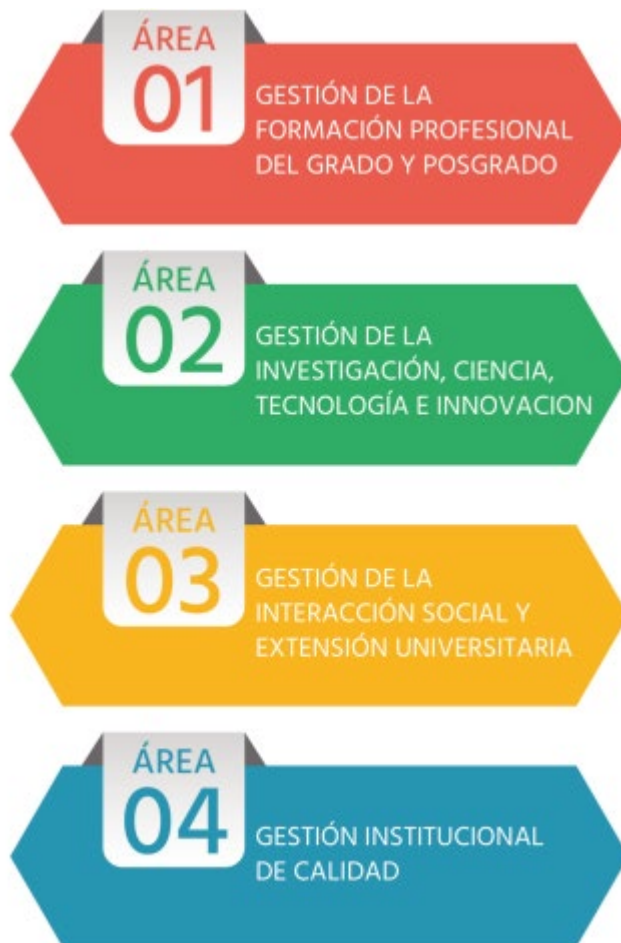 ÁREA
01
GESTIÓN DE LA
FORMACIÓN PROFESIONAL
DEL GRADO Y POSGRADO
ÁREA
02
GESTIÓN DE LA
INVESTIGACIÓN, CIENCIA,
TECNOLOGÍA E INNOVACION
ÁREA
03
GESTIÓN DE LA
INTERACCIÓN SOCIAL Y
EXTENSIÓN UNIVERSITARIA
ÁREA
04
GESTIÓN INSTITUCIONAL
DE CALIDAD